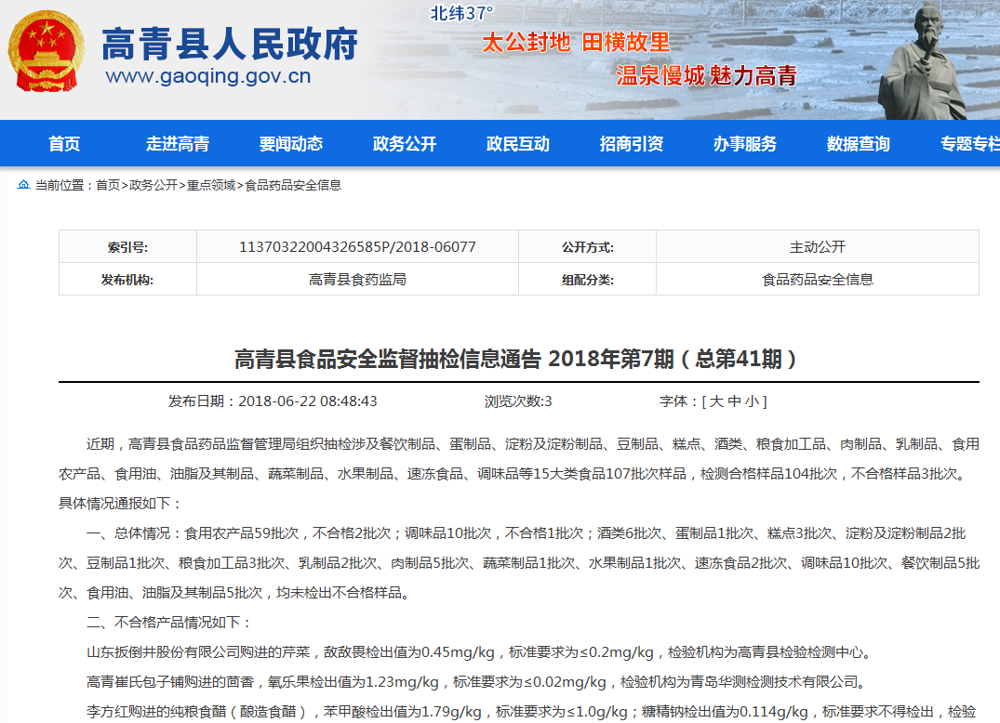 北纬37°
高青县人民政府
太公封地 田横故里
www.gaoqing.gov.cn
温泉慢城 魅力高青
首页 走进高青 要闻动态 政务公开 政民互动 招商引资 办事服务 数据查询 专题专栏
当前位置：首页>政务公开>重点领域>食品药品安全信息
索引号: 11370322004326585P/2018-06077 公开方式: 主动公开
发布机构: 高青县食药监局 组配分类: 食品药品安全信息
高青县食品安全监督抽检信息通告 2018年第7期（总第41期）
发布日期：2018-06-22 08:48:43 浏览次数:3 字体：[ 大 中 小 ]
近期，高青县食品药品监督管理局组织抽检涉及餐饮制品、蛋制品、淀粉及淀粉制品、豆制品、糕点、酒类、粮食加工品、肉制品、乳制品、食用
农产品、食用油、油脂及其制品、蔬菜制品、水果制品、速冻食品、调味品等15大类食品107批次样品，检测合格样品104批次，不合格样品3批次。
具体情况通报如下：
一、总体情况：食用农产品59批次，不合格2批次；调味品10批次，不合格1批次；酒类6批次、蛋制品1批次、糕点3批次、淀粉及淀粉制品2批
次、豆制品1批次、粮食加工品3批次、乳制品2批次、肉制品5批次、蔬菜制品1批次、水果制品1批次、速冻食品2批次、调味品10批次、餐饮制品5批
次、食用油、油脂及其制品5批次，均未检出不合格样品。
二、不合格产品情况如下：
山东扳倒井股份有限公司购进的芹菜，敌敌畏检出值为0.45mg/kg，标准要求为≤0.2mg/kg，检验机构为高青县检验检测中心。
高青崔氏包子铺购进的茴香，氧乐果检出值为1.23mg/kg，标准要求为≤0.02mg/kg，检验机构为青岛华测检测技术有限公司。
李方红购进的纯粮食醋（酿造食醋），苯甲酸检出值为1.79g/kg，标准要求为≤1.0g/kg；糖精钠检出值为0.114g/kg，标准要求不得检出，检验